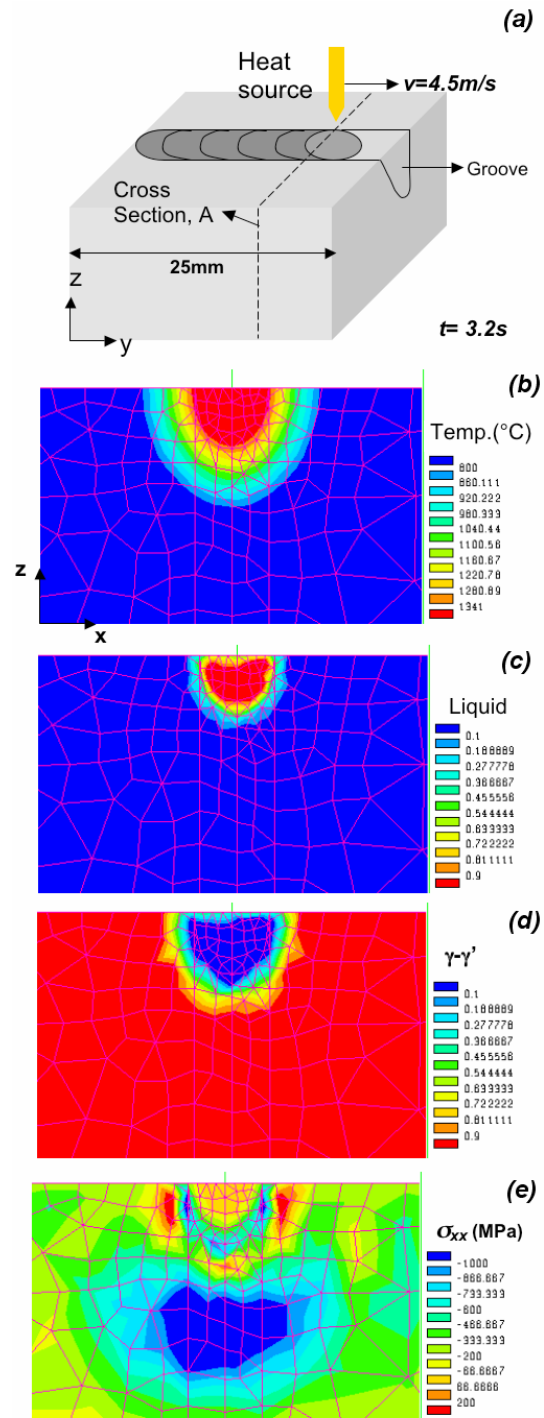 (a)
Heat
source
v=4.5m/s
Groove
Cross
Section, A
25mm
z
y
t= 3.2s
(b)
Temp.(°C)
800
860.111
920.222
980.333
1040.44
1100.56
1160.67
1220.78
1280.89
1341
z
x
(c)
Liquid
0.1
0.188889
0.277778
0.366667
0.455556
0.544444
0.633333
0.722222
0.811111
0.9
(d)
γ-γ'
0.1
0.188889
0.277778
0.366667
0.455556
0.544444
0.633333
0.722222
0.811111
0.9
(e)
σxx (MPa)
-1000
-866.667
-733.333
-600
-466.667
-333.333
-200
-66.6667
66.6666
200